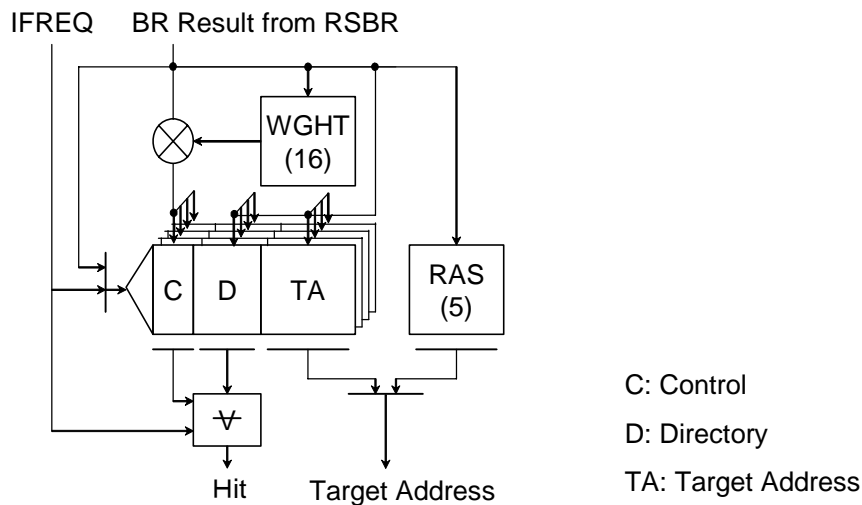 IFREQ
BR Result from RSBR
WGHT
(16)
C
D
TA
RAS
(5)
V
Hit
Target Address
C: Control
D: Directory
TA: Target Address